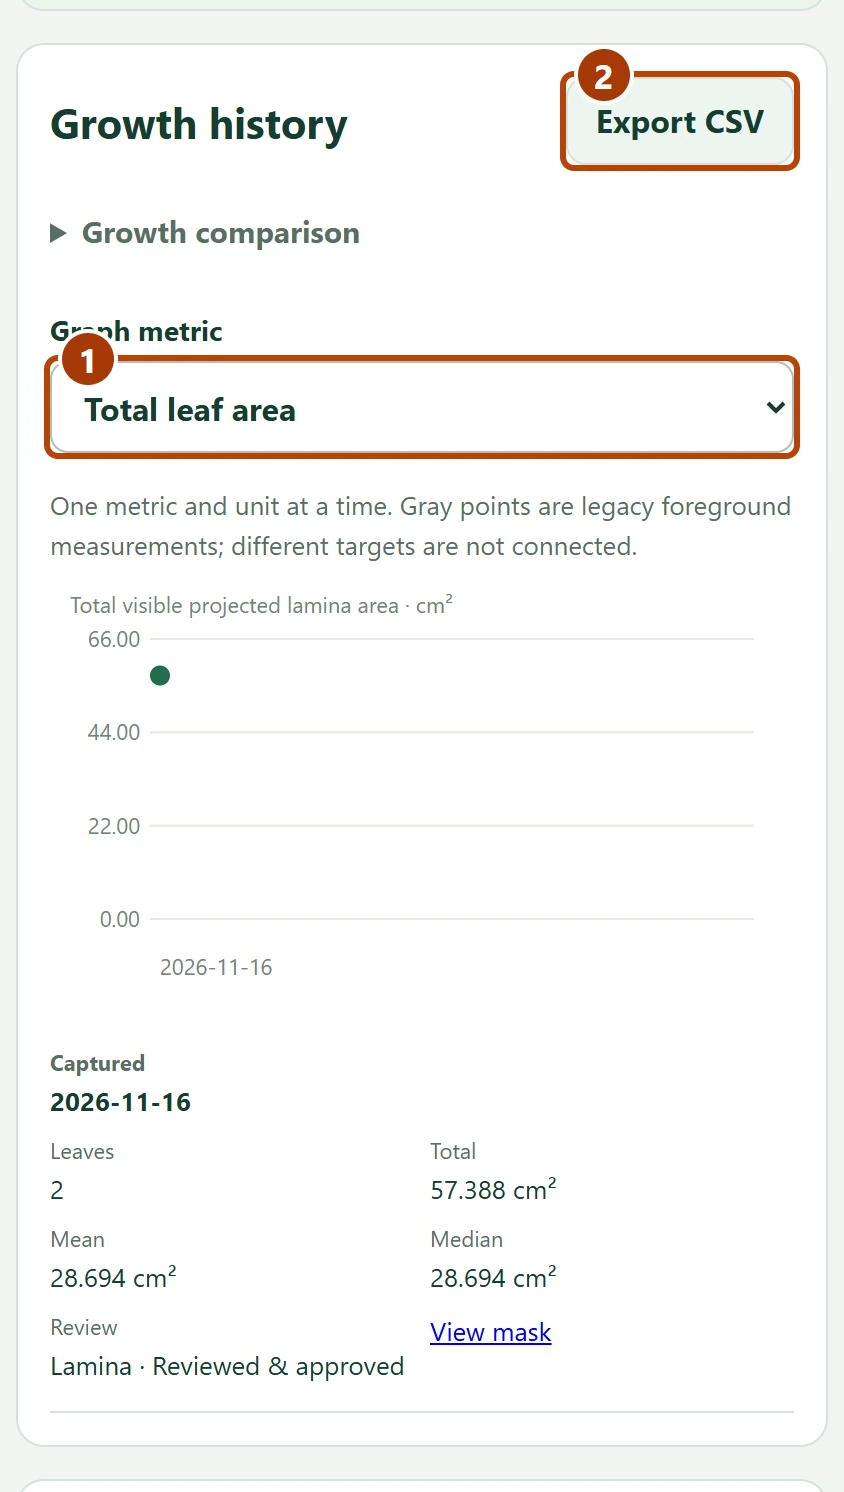 Growth history
2
Export CSV
Growth comparison
Graph metric
1
Total leaf area
One metric and unit at a time. Gray points are legacy foreground
measurements; different targets are not connected.
Total visible projected lamina area · cm²
66.00
44.00
22.00
0.00
2026-11-16
Captured
2026-11-16
Leaves
2
Total
57.388 cm²
Mean
28.694 cm²
Median
28.694 cm²
Review
Lamina · Reviewed & approved
View mask